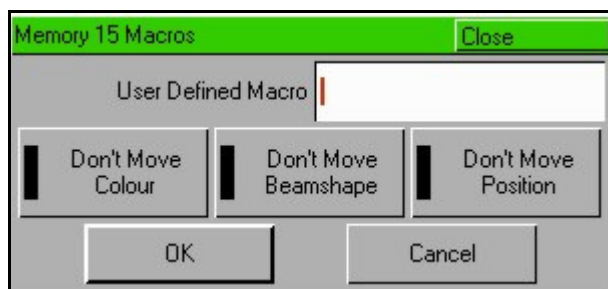 Memory 15 Macros Close
User Defined Macro
Don't Move Don't Move Don't Move
Colour Beamshape Position
OK Cancel